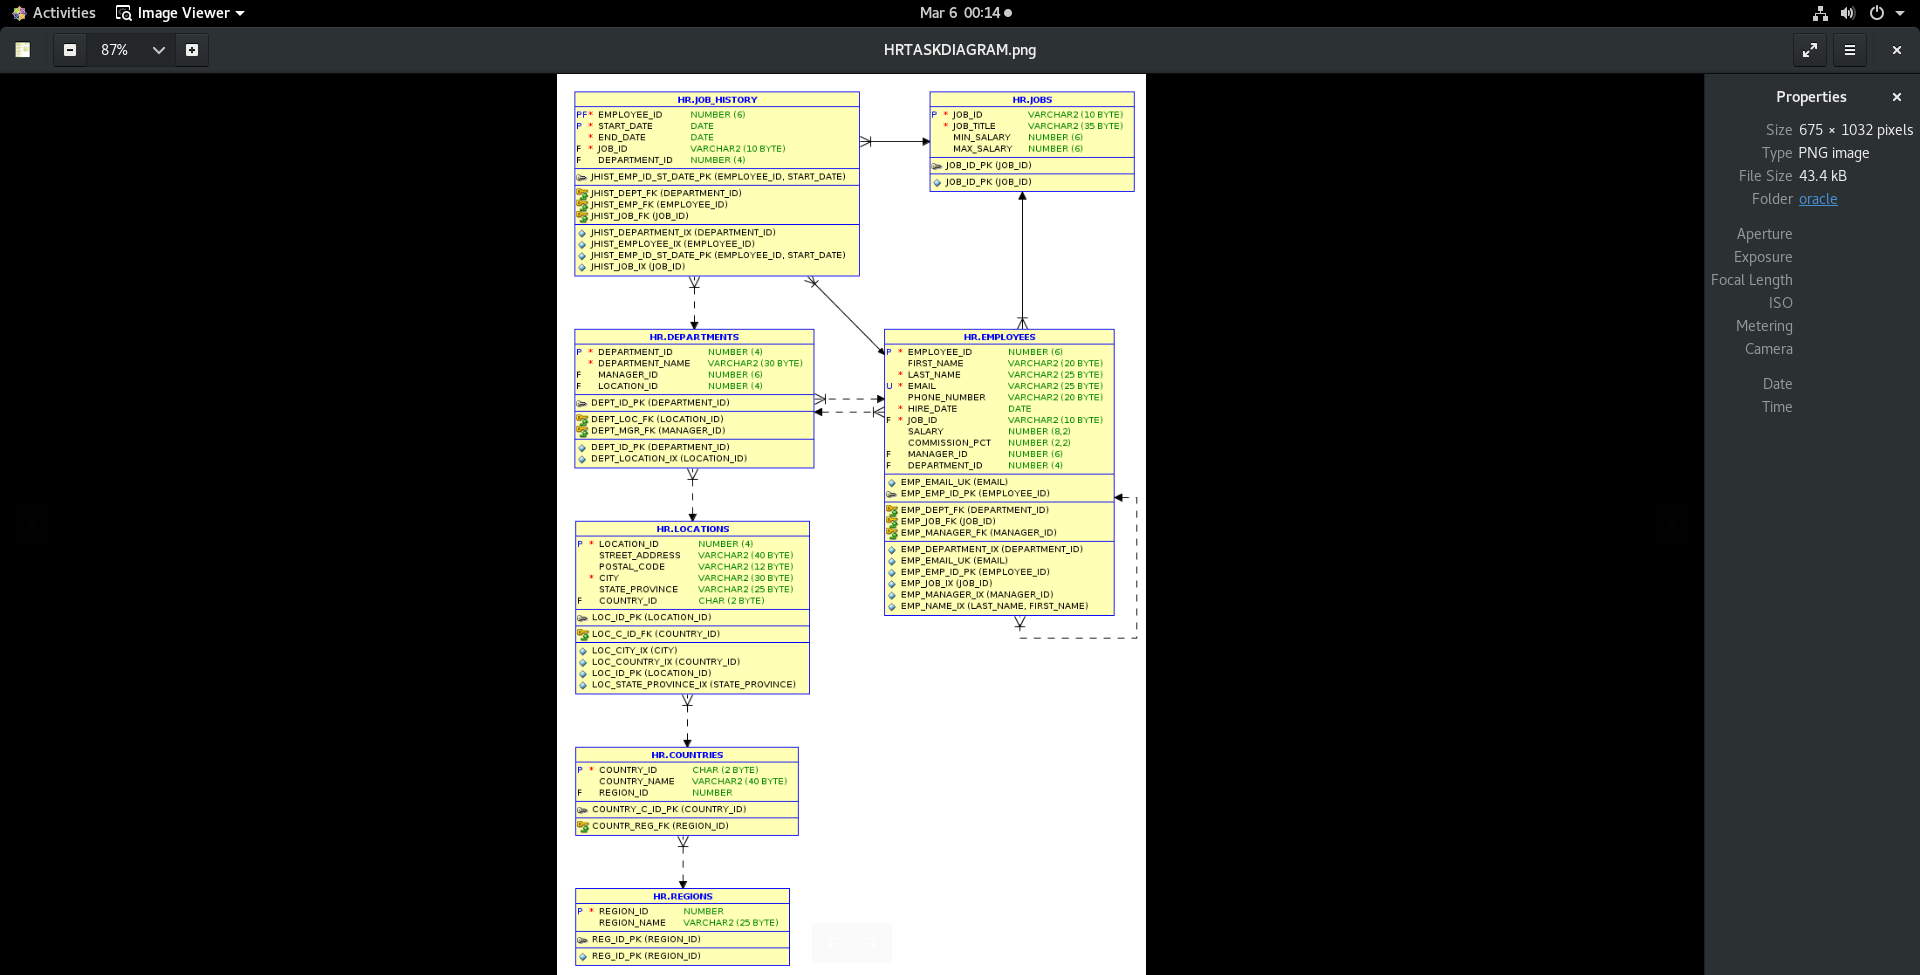 Activities
Image Viewer
Mar 6 00:14
87%
HRTASKDIAGRAM.png
HR.JOB_HISTORY
PF* EMPLOYEE_ID NUMBER (6)
P * START_DATE DATE
* END_DATE DATE
F * JOB_ID VARCHAR2 (10 BYTE)
F DEPARTMENT_ID NUMBER (4)
JHIST_EMP_ID_ST_DATE_PK (EMPLOYEE_ID, START_DATE)
JHIST_DEPT_FK (DEPARTMENT_ID)
JHIST_EMP_FK (EMPLOYEE_ID)
JHIST_JOB_FK (JOB_ID)
JHIST_DEPARTMENT_IX (DEPARTMENT_ID)
JHIST_EMPLOYEE_IX (EMPLOYEE_ID)
JHIST_EMP_ID_ST_DATE_PK (EMPLOYEE_ID, START_DATE)
JHIST_JOB_IX (JOB_ID)
HR.JOBS
P * JOB_ID VARCHAR2 (10 BYTE)
* JOB_TITLE VARCHAR2 (35 BYTE)
MIN_SALARY NUMBER (6)
MAX_SALARY NUMBER (6)
JOB_ID_PK (JOB_ID)
JOB_ID_PK (JOB_ID)
HR.DEPARTMENTS
P * DEPARTMENT_ID NUMBER (4)
* DEPARTMENT_NAME VARCHAR2 (30 BYTE)
F MANAGER_ID NUMBER (6)
F LOCATION_ID NUMBER (4)
DEPT_ID_PK (DEPARTMENT_ID)
DEPT_LOC_FK (LOCATION_ID)
DEPT_MGR_FK (MANAGER_ID)
DEPT_ID_PK (DEPARTMENT_ID)
DEPT_LOCATION_IX (LOCATION_ID)
HR.EMPLOYEES
P * EMPLOYEE_ID NUMBER (6)
FIRST_NAME VARCHAR2 (20 BYTE)
* LAST_NAME VARCHAR2 (25 BYTE)
U * EMAIL VARCHAR2 (25 BYTE)
PHONE_NUMBER VARCHAR2 (20 BYTE)
* HIRE_DATE DATE
F * JOB_ID VARCHAR2 (10 BYTE)
SALARY NUMBER (8,2)
COMMISSION_PCT NUMBER (2,2)
F MANAGER_ID NUMBER (6)
F DEPARTMENT_ID NUMBER (4)
EMP_EMAIL_UK (EMAIL)
EMP_EMP_ID_PK (EMPLOYEE_ID)
EMP_DEPT_FK (DEPARTMENT_ID)
EMP_JOB_FK (JOB_ID)
EMP_MANAGER_FK (MANAGER_ID)
EMP_DEPARTMENT_IX (DEPARTMENT_ID)
EMP_EMAIL_UK (EMAIL)
EMP_EMP_ID_PK (EMPLOYEE_ID)
EMP_JOB_IX (JOB_ID)
EMP_MANAGER_IX (MANAGER_ID)
EMP_NAME_IX (LAST_NAME, FIRST_NAME)
HR.LOCATIONS
P * LOCATION_ID NUMBER (4)
STREET_ADDRESS VARCHAR2 (40 BYTE)
POSTAL_CODE VARCHAR2 (12 BYTE)
* CITY VARCHAR2 (30 BYTE)
STATE_PROVINCE VARCHAR2 (25 BYTE)
F COUNTRY_ID CHAR (2 BYTE)
LOC_ID_PK (LOCATION_ID)
LOC_C_ID_FK (COUNTRY_ID)
LOC_CITY_IX (CITY)
LOC_COUNTRY_IX (COUNTRY_ID)
LOC_ID_PK (LOCATION_ID)
LOC_STATE_PROVINCE_IX (STATE_PROVINCE)
HR.COUNTRIES
P * COUNTRY_ID CHAR (2 BYTE)
COUNTRY_NAME VARCHAR2 (40 BYTE)
F REGION_ID NUMBER
COUNTRY_C_ID_PK (COUNTRY_ID)
COUNTR_REG_FK (REGION_ID)
HR.REGIONS
P * REGION_ID NUMBER
REGION_NAME VARCHAR2 (25 BYTE)
REG_ID_PK (REGION_ID)
REG_ID_PK (REGION_ID)
Properties
Size 675 × 1032 pixels
Type PNG image
File Size 43.4 kB
Folder oracle
Aperture
Exposure
Focal Length
ISO
Metering
Camera
Date
Time